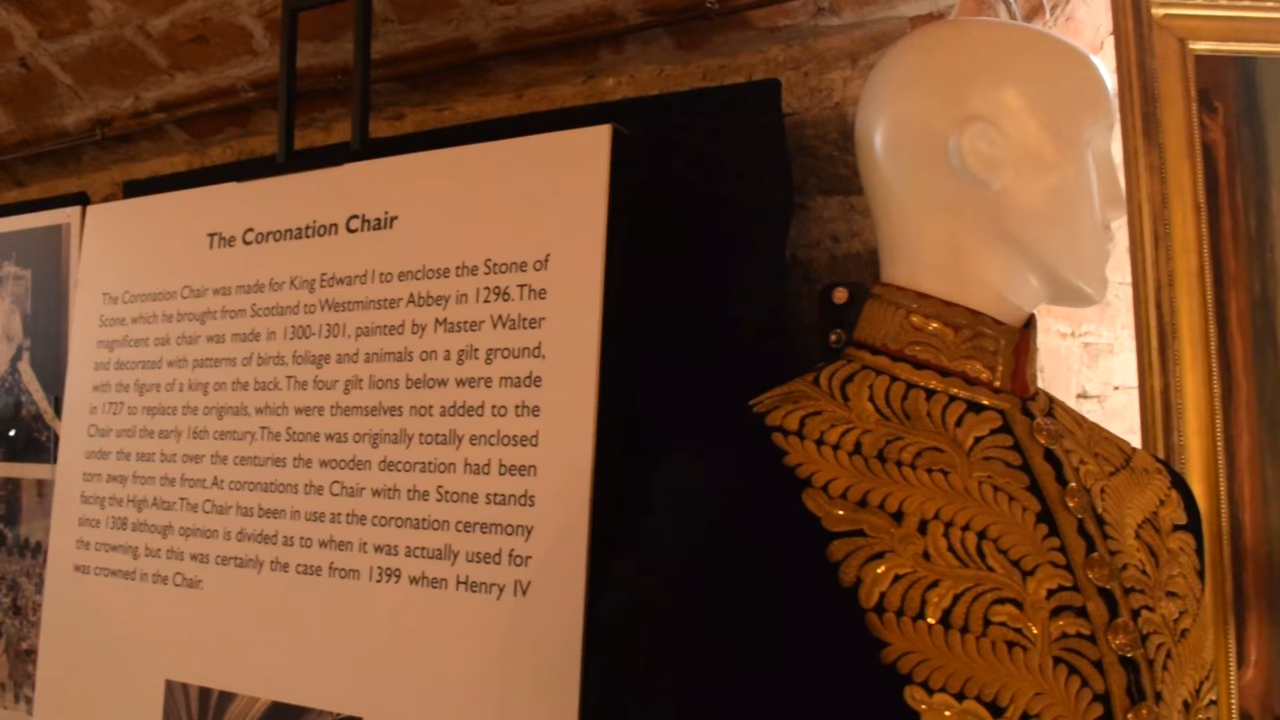 The Coronation Chair
The Coronation Chair was made for King Edward I to enclose the Stone of
Scone, which he brought from Scotland to Westminster Abbey in 1296. The
magnificent oak chair was made in 1300-1301, painted by Master Walter
and decorated with patterns of birds, foliage and animals on a gilt ground,
with the figure of a king on the back. The four gilt lions below were made
in 1727 to replace the originals, which were themselves not added to the
Chair until the early 16th century. The Stone was originally totally enclosed
under the seat but over the centuries the wooden decoration had been
torn away from the front. At coronations the Chair with the Stone stands
facing the High Altar. The Chair has been in use at the coronation ceremony
since 1308 although opinion is divided as to when it was actually used for
the crowning, but this was certainly the case from 1399 when Henry IV
was crowned in the Chair.